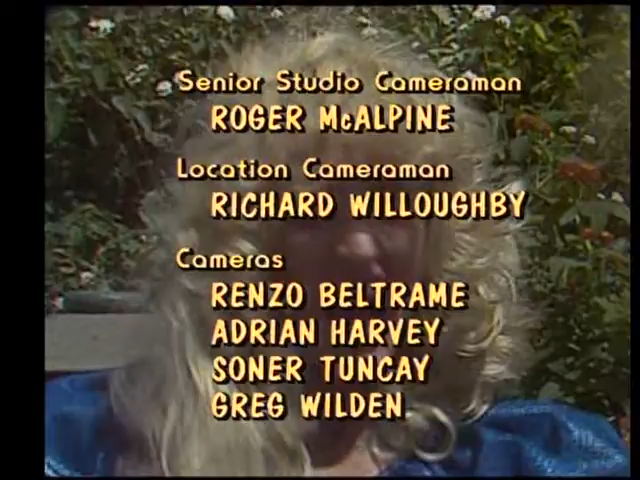 Senior Studio Cameraman
ROGER McALPINE
Location Cameraman
RICHARD WILLOUGHBY
Cameras
RENZO BELTRAME
ADRIAN HARVEY
SONER TUNCAY
GREG WILDEN